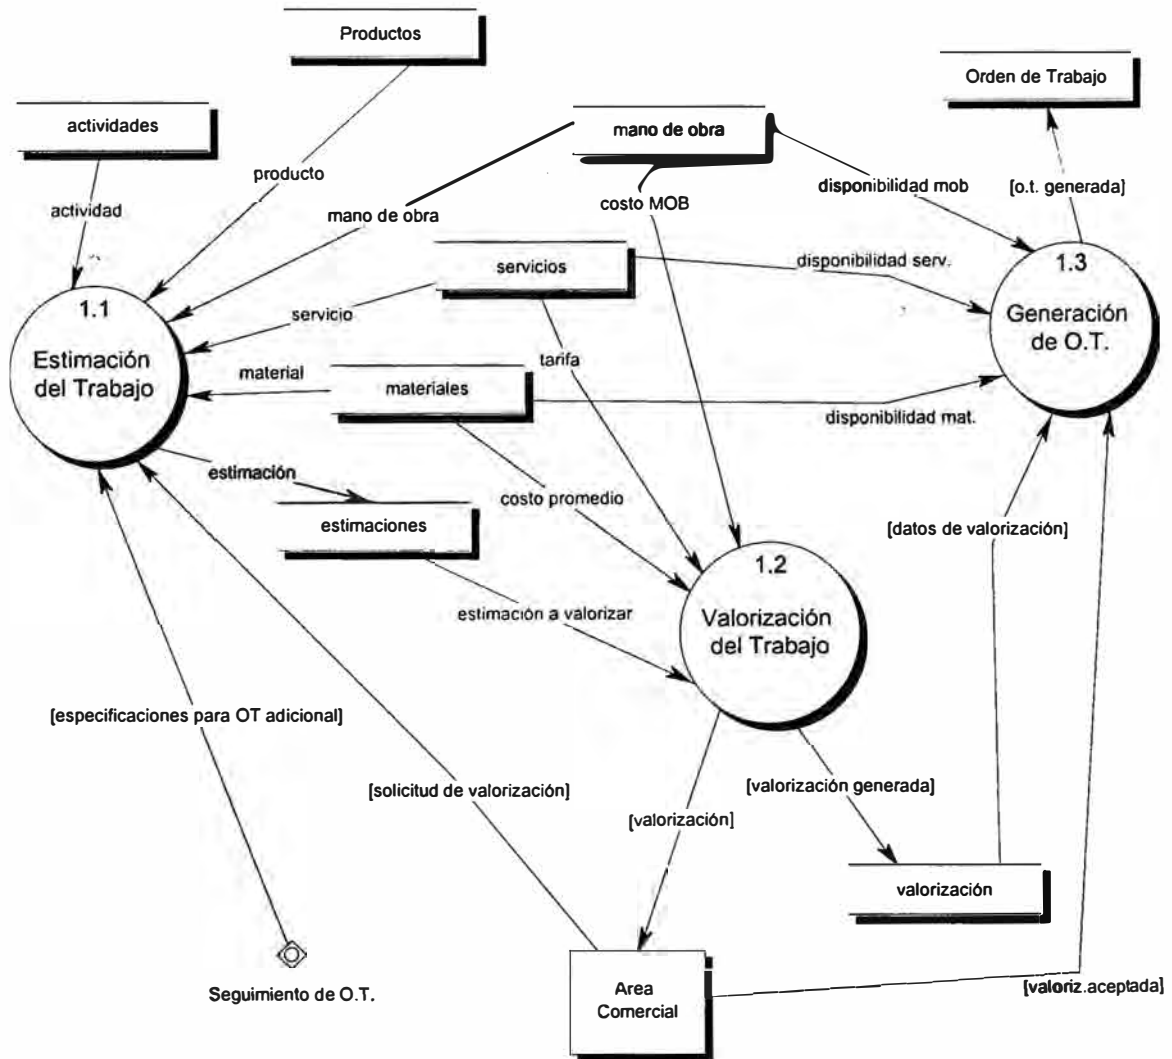 Productos
Orden de Trabajo
actividades
mano de obra
producto
disponibilidad mob
[o.t. generada]
actividad
mano de obra
costo MOB
servicios
disponibilidad serv.
1.3
Generación
de O.T.
1.1
Estimación
del Trabajo
servicio
tarifa
material
materiales
disponibilidad mat.
estimación
costo promedio
estimaciones
[datos de valorización]
1.2
Valorización
del Trabajo
estimación a valorizar
[especificaciones para OT adicional]
[solicitud de valorización]
[valorización generada]
[valorización]
valorización
Seguimiento de O.T.
Area
Comercial
[valoriz.aceptada]